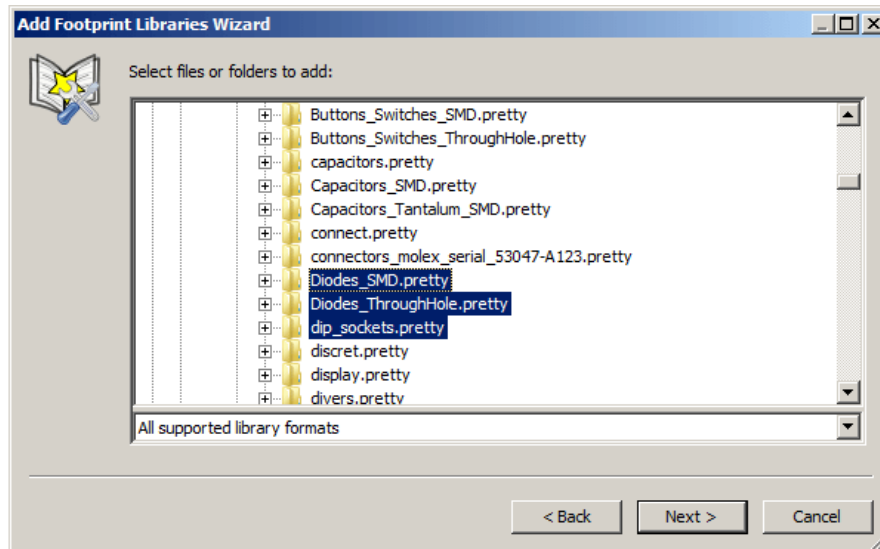 Add Footprint Libraries Wizard
Select files or folders to add:
Buttons_Switches_SMD.pretty
Buttons_Switches_ThroughHole.pretty
capacitors.pretty
Capacitors_SMD.pretty
Capacitors_Tantalum_SMD.pretty
connect.pretty
connectors_molex_serial_53047-A123.pretty
Diodes_SMD.pretty
Diodes_ThroughHole.pretty
dip_sockets.pretty
discret.pretty
display.pretty
divers.pretty
All supported library formats
< Back Next > Cancel